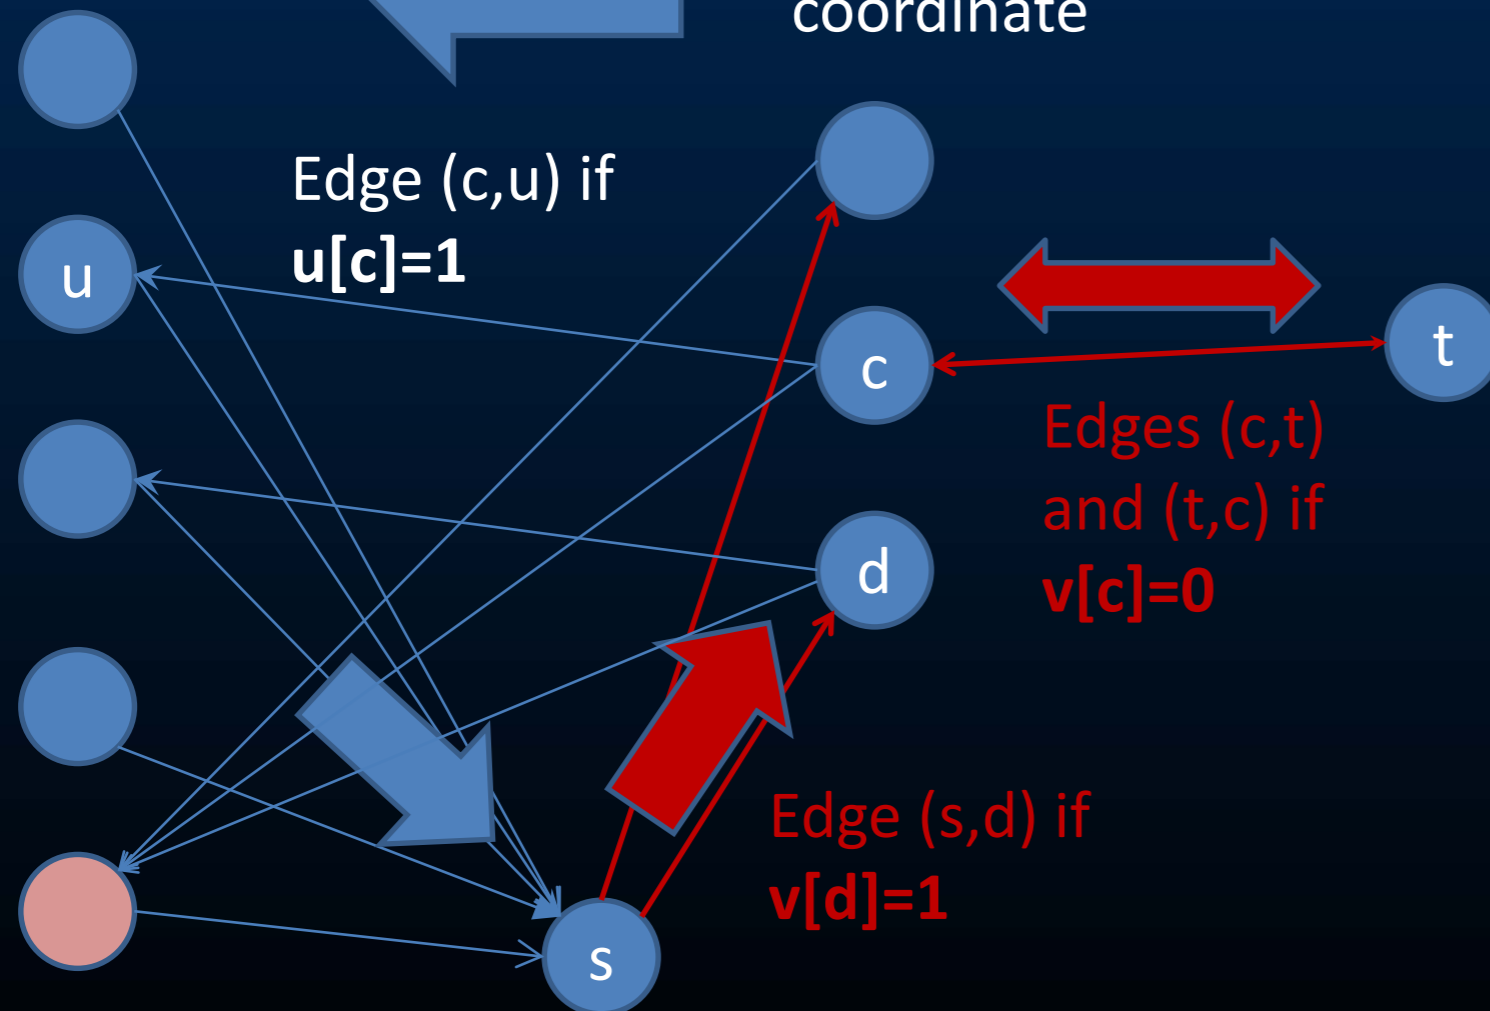 coordinate
Edge (c,u) if
u[c]=1
u
c
t
Edges (c,t)
and (t,c) if
v[c]=0
d
Edge (s,d) if
v[d]=1
s